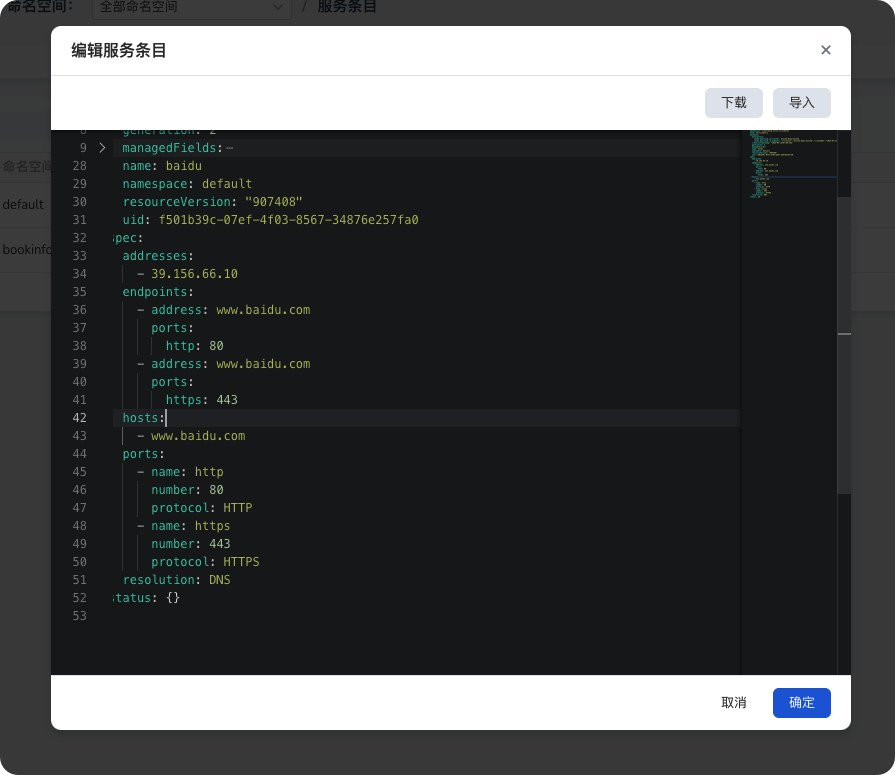 命名空间： 全部命名空间 / 服务条目
编辑服务条目
下载 导入
命名空间
default
bookinfo
8 generation: 2
9 managedFields:
28 name: baidu
29 namespace: default
30 resourceVersion: "907408"
31 uid: f501b39c-07ef-4f03-8567-34876e257fa0
32 spec:
33 addresses:
34 - 39.156.66.10
35 endpoints:
36 - address: www.baidu.com
37 ports:
38 http: 80
39 - address: www.baidu.com
40 ports:
41 https: 443
42 hosts:
43 - www.baidu.com
44 ports:
45 - name: http
46 number: 80
47 protocol: HTTP
48 - name: https
49 number: 443
50 protocol: HTTPS
51 resolution: DNS
52 status: {}
53
取消 确定